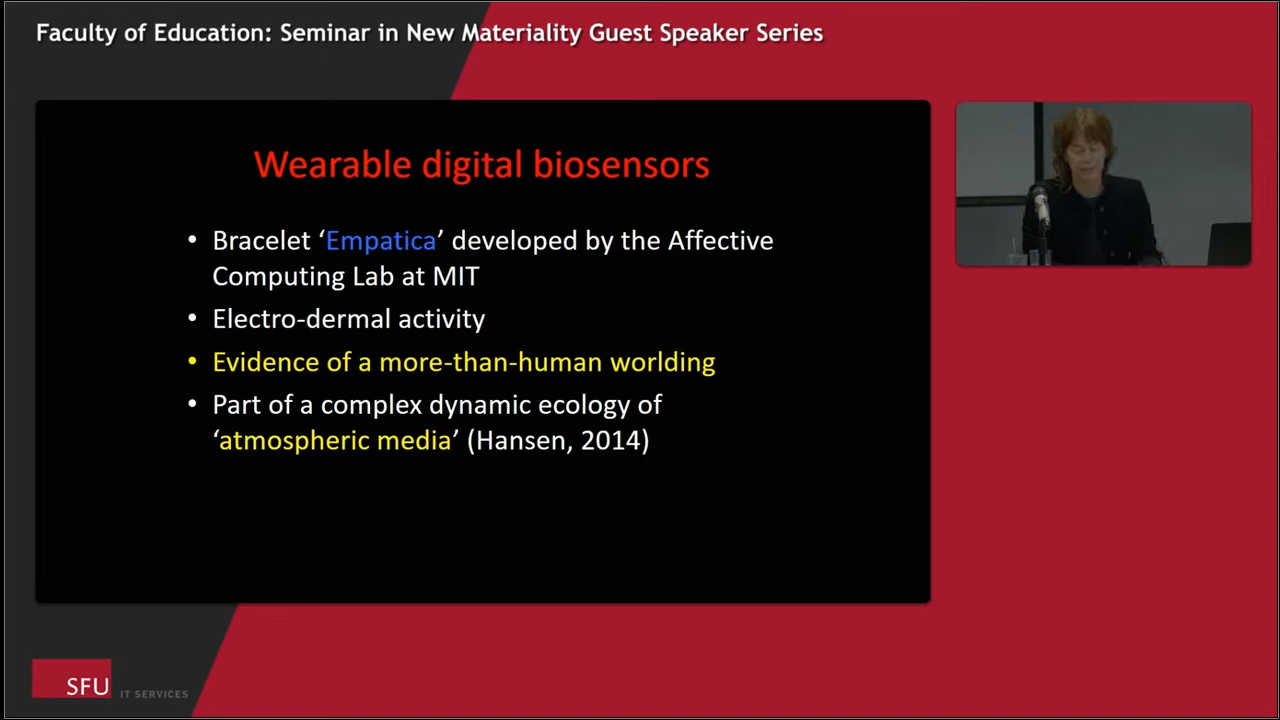 Faculty of Education: Seminar in New Materiality Guest Speaker Series
Wearable digital biosensors
• Bracelet ‘Empatica’ developed by the Affective
Computing Lab at MIT
• Electro-dermal activity
• Evidence of a more-than-human worlding
• Part of a complex dynamic ecology of
‘atmospheric media’ (Hansen, 2014)
SFU IT SERVICES